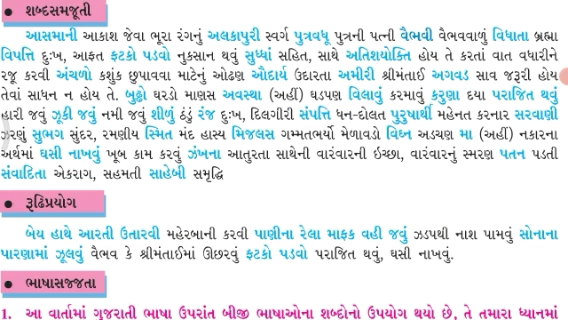 શબ્દસમજૂતી
આસમાની આકાશ જેવા ભૂરા રંગનું અલકાપુરી સ્વર્ગ પુત્રવધૂ પુત્રની પત્ની વૈભવી વૈભવવાળું વિધાતા બ્રહ્મા
વિપત્તિ દુઃખ, આફત ફટકો પડવો નુકસાન થવું સુધ્ધાં સહિત, સાથે અતિશયોક્તિ હોય તે કરતાં વાત વધારીને
રજૂ કરવી અંચળો કશુંક છુપાવવા માટેનું ઓઢણ ઔદાર્ય ઉદારતા અમીરી શ્રીમંતાઈ અગવડ સાવ જરૂરી હોય
તેવાં સાધન ન હોય તે. બુઢ્ઢો ઘરડો માણસ અવસ્થા (અહીં) ઘડપણ વિલાવું કરમાવું કરુણા દયા પરાજિત થવું
હારી જવું ઝૂકી જવું નમી જવું શીળું ઠંડું રંજ દુઃખ, દિલગીરી સંપત્તિ ધન-દોલત પુરુષાર્થી મહેનત કરનાર સરવાણી
ઝરણું સુભગ સુંદર, રમણીય સ્મિત મંદ હાસ્ય મિજલસ ગમ્મતભર્યો મેળાવડો વિઘ્ન અડચણ મા (અહીં) નકારના
અર્થમાં ઘસી નાખવું ખૂબ કામ કરવું ઝંખના આતુરતા સાથેની વારંવારની ઇચ્છા, વારંવારનું સ્મરણ પતન પડતી
સંવાદિતા એકરાગ, સહમતી સાહેબી સમૃદ્ધિ
રૂઢિપ્રયોગ
બેય હાથે આરતી ઉતારવી મહેરબાની કરવી પાણીના રેલા માફક વહી જવું ઝડપથી નાશ પામવું સોનાના
પારણામાં ઝૂલવું વૈભવ કે શ્રીમંતાઈમાં ઊછરવું ફટકો પડવો પરાજિત થવું, ઘસી નાખવું.
ભાષાસજ્જતા
1. આ વાર્તામાં ગુજરાતી ભાષા ઉપરાંત બીજી ભાષાઓના શબ્દોનો ઉપયોગ થયો છે, તે તમારા ધ્યાનમાં